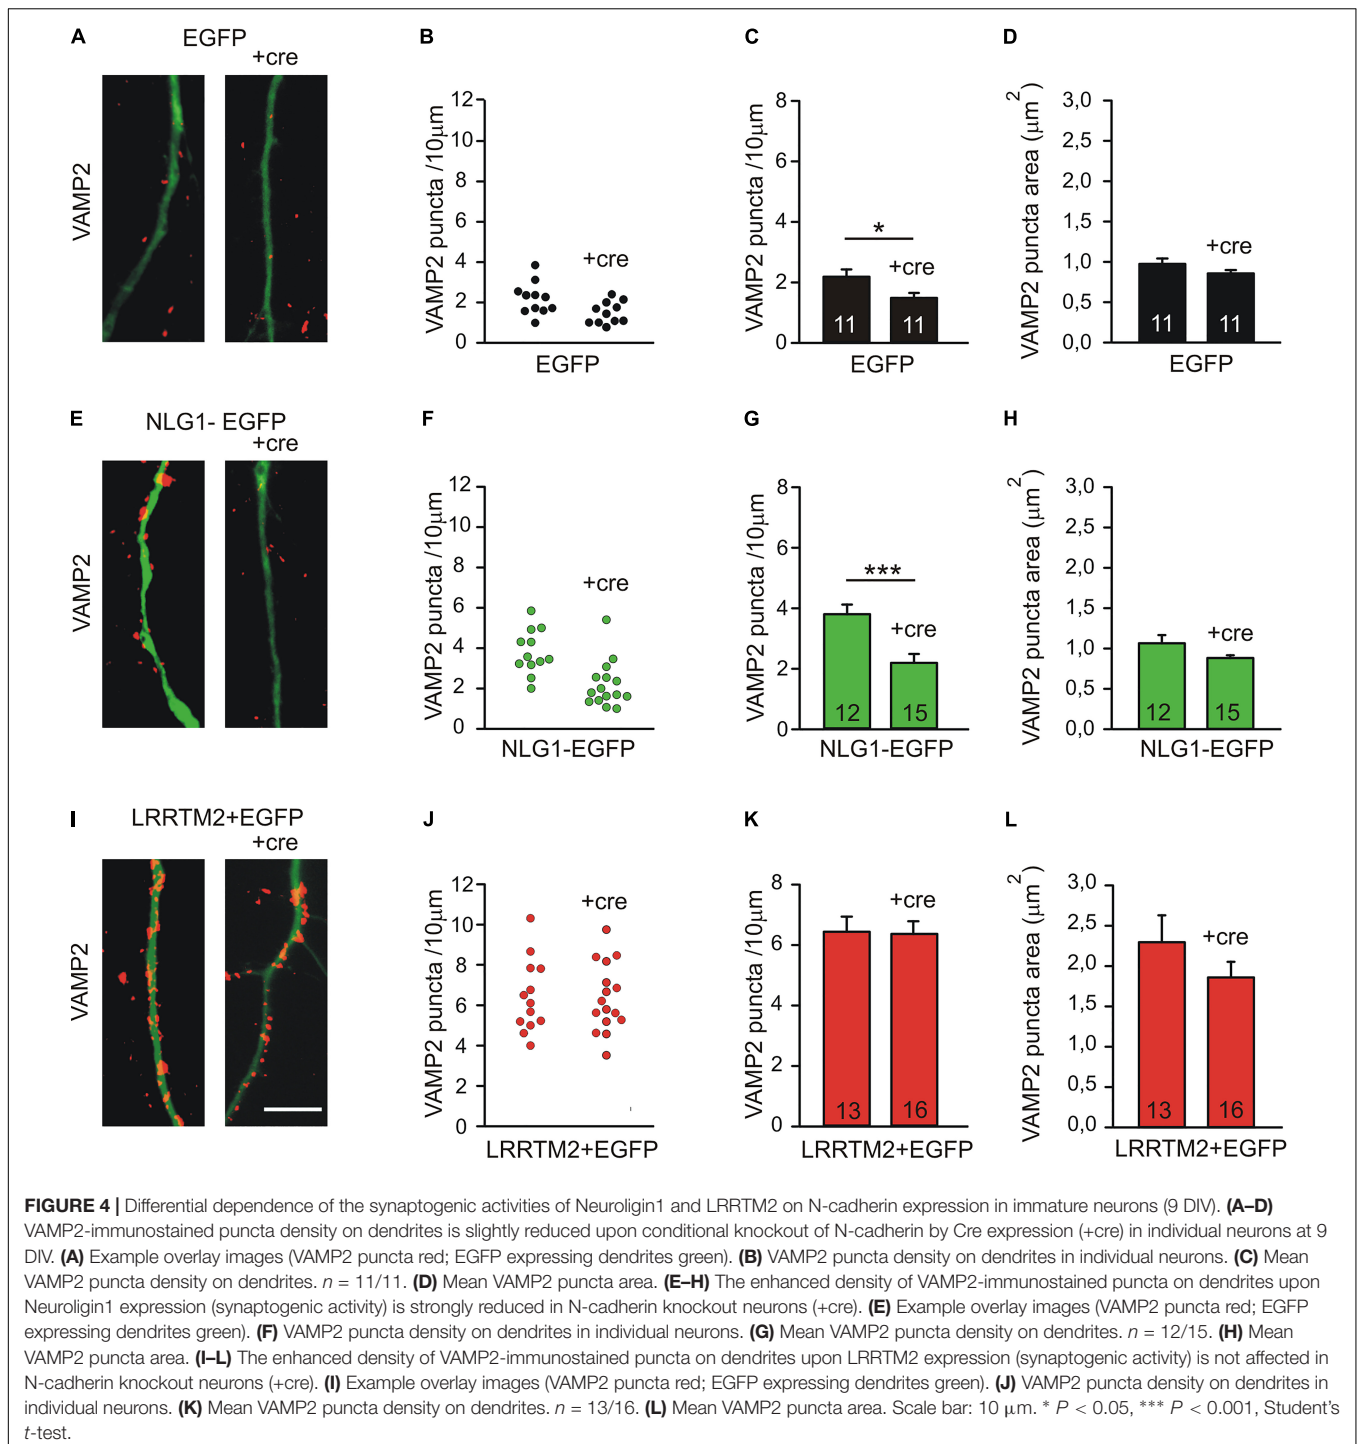 A
EGFP
+cre
VAMP2
B
VAMP2 puncta /10μm
12
10
8
6
4
2
0
+cre
EGFP
C
VAMP2 puncta /10μm
8
6
4
2
0
*
+cre
11
11
EGFP
D
VAMP2 puncta area (μm²)
3,0
2,5
2,0
1,5
1,0
0,5
0,0
+cre
11
11
EGFP
E
NLG1- EGFP
+cre
VAMP2
F
VAMP2 puncta /10μm
12
10
8
6
4
2
0
+cre
NLG1-EGFP
G
VAMP2 puncta /10μm
8
6
4
2
0
***
+cre
12
15
NLG1-EGFP
H
VAMP2 puncta area (μm²)
3,0
2,5
2,0
1,5
1,0
0,5
0,0
+cre
12
15
NLG1-EGFP
I
LRRTM2+EGFP
+cre
VAMP2
J
VAMP2 puncta /10μm
12
10
8
6
4
2
0
+cre
LRRTM2+EGFP
K
VAMP2 puncta /10μm
8
6
4
2
0
+cre
13
16
LRRTM2+EGFP
L
VAMP2 puncta area (μm²)
3,0
2,5
2,0
1,5
1,0
0,5
0,0
+cre
13
16
LRRTM2+EGFP
FIGURE 4 | Differential dependence of the synaptogenic activities of Neuroligin1 and LRRTM2 on N-cadherin expression in immature neurons (9 DIV). (A–D)
VAMP2-immunostained puncta density on dendrites is slightly reduced upon conditional knockout of N-cadherin by Cre expression (+cre) in individual neurons at 9
DIV. (A) Example overlay images (VAMP2 puncta red; EGFP expressing dendrites green). (B) VAMP2 puncta density on dendrites in individual neurons. (C) Mean
VAMP2 puncta density on dendrites. n = 11/11. (D) Mean VAMP2 puncta area. (E–H) The enhanced density of VAMP2-immunostained puncta on dendrites upon
Neuroligin1 expression (synaptogenic activity) is strongly reduced in N-cadherin knockout neurons (+cre). (E) Example overlay images (VAMP2 puncta red; EGFP
expressing dendrites green). (F) VAMP2 puncta density on dendrites in individual neurons. (G) Mean VAMP2 puncta density on dendrites. n = 12/15. (H) Mean
VAMP2 puncta area. (I–L) The enhanced density of VAMP2-immunostained puncta on dendrites upon LRRTM2 expression (synaptogenic activity) is not affected in
N-cadherin knockout neurons (+cre). (I) Example overlay images (VAMP2 puncta red; EGFP expressing dendrites green). (J) VAMP2 puncta density on dendrites in
individual neurons. (K) Mean VAMP2 puncta density on dendrites. n = 13/16. (L) Mean VAMP2 puncta area. Scale bar: 10 μm. * P < 0.05, *** P < 0.001, Student's
t-test.